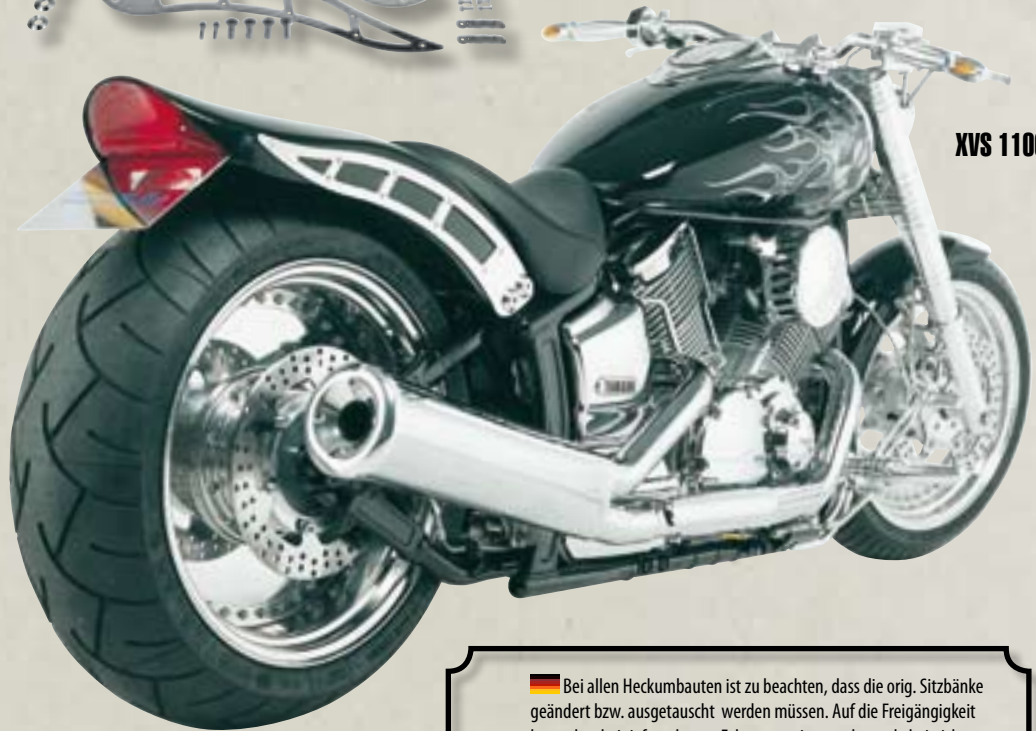 XVS 110
Bei allen Heckumbauten ist zu beachten, dass die orig. Sitzbänke
geändert bzw. ausgetauscht werden müssen. Auf die Freigängigkeit